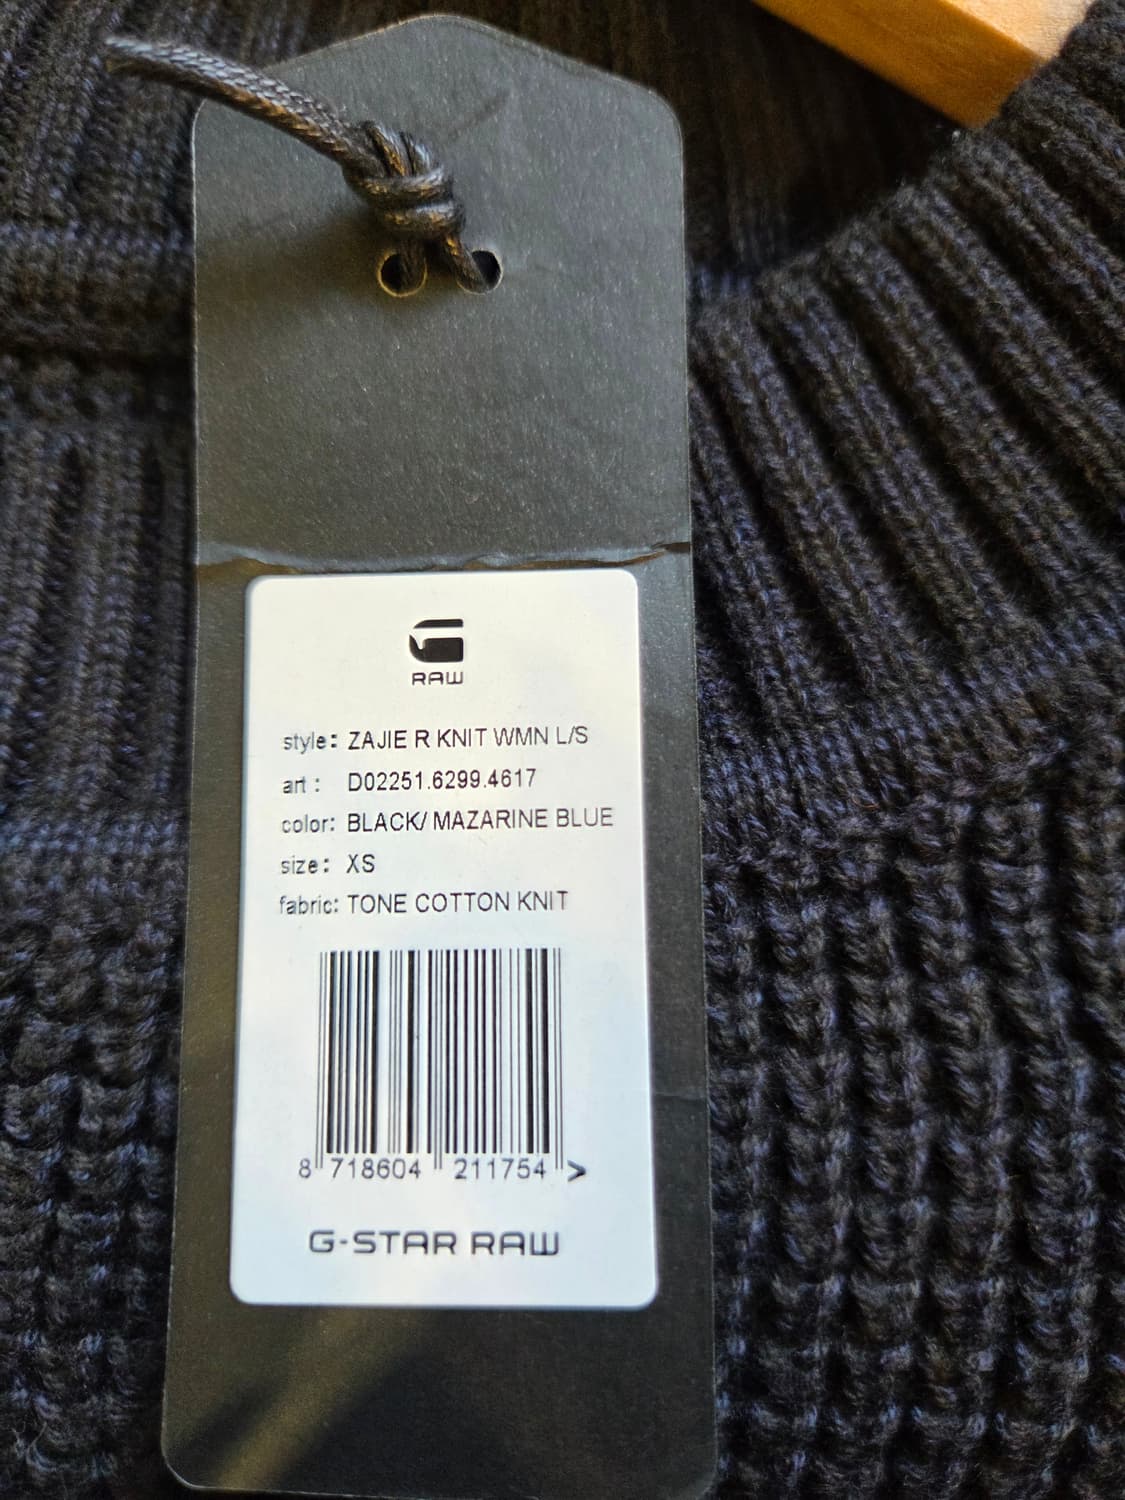 RAW
style: ZAJIE R KNIT WMN L/S
art : D02251.6299.4617
color: BLACK/ MAZARINE BLUE
size: XS
fabric: TONE COTTON KNIT
8 718604 211754 >
G-STAR RAW